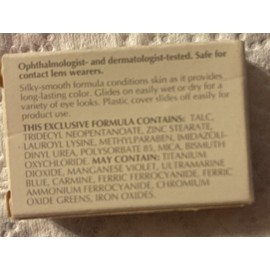 Ophthalmologist- and dermatologist-tested. Safe for
contact lens wearers.
Silky-smooth formula conditions skin as it provides
long-lasting color. Glides on easily wet or dry for a
variety of eye looks. Plastic cover slides off easily for
product use.
THIS EXCLUSIVE FORMULA CONTAINS: TALC,
TRIDECYL NEOPENTANOATE, ZINC STEARATE,
LAUROYL LYSINE, METHYLPARABEN, IMIDAZOLI-
DINYL UREA, POLYSORBATE 85, MICA, BISMUTH
OXYCHLORIDE. MAY CONTAIN: TITANIUM
DIOXIDE, MANGANESE VIOLET, ULTRAMARINE
BLUE, CARMINE, FERRIC FERROCYANIDE, FERRIC
AMMONIUM FERROCYANIDE, CHROMIUM
OXIDE GREENS, IRON OXIDES.